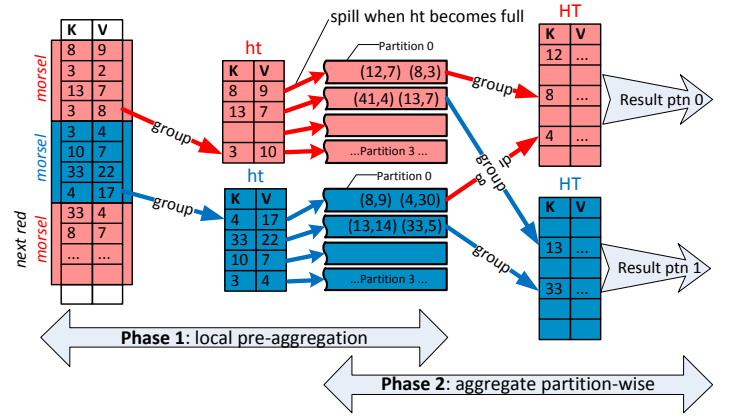 spill when ht becomes full
HT
K V
8 9
3 2
13 7
3 8
3 4
10 7
33 22
4 17
33 4
8 7
... ...
morsel
morsel
next red
morsel
group
group
ht
K V
8 9
13 7
3 10
ht
4 17
33 22
10 7
3 4
Partition 0
(12,7) (8,3)
(41,4) (13,7)
...Partition 3 ...
Partition 0
(8,9) (4,30)
(13,14) (33,5)
...Partition 3 ...
group
group
group
group
K V
12 ...
8 ...
4 ...
Result ptn 0
HT
K V
13 ...
33 ...
Result ptn 1
Phase 1: local pre-aggregation
Phase 2: aggregate partition-wise